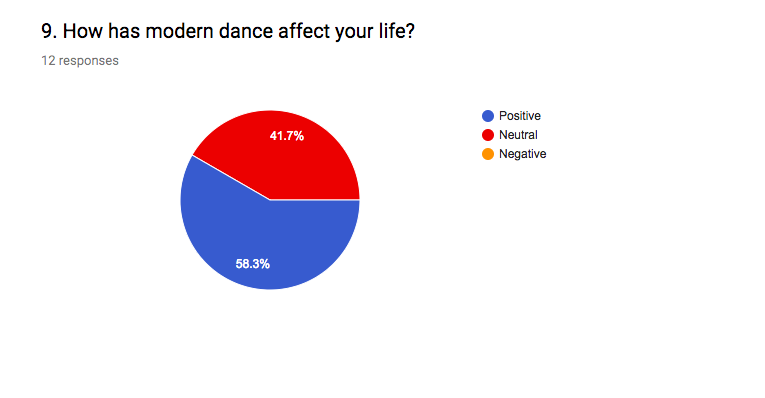 9. How has modern dance affect your life?
12 responses
41.7%
58.3%
Positive
Neutral
Negative